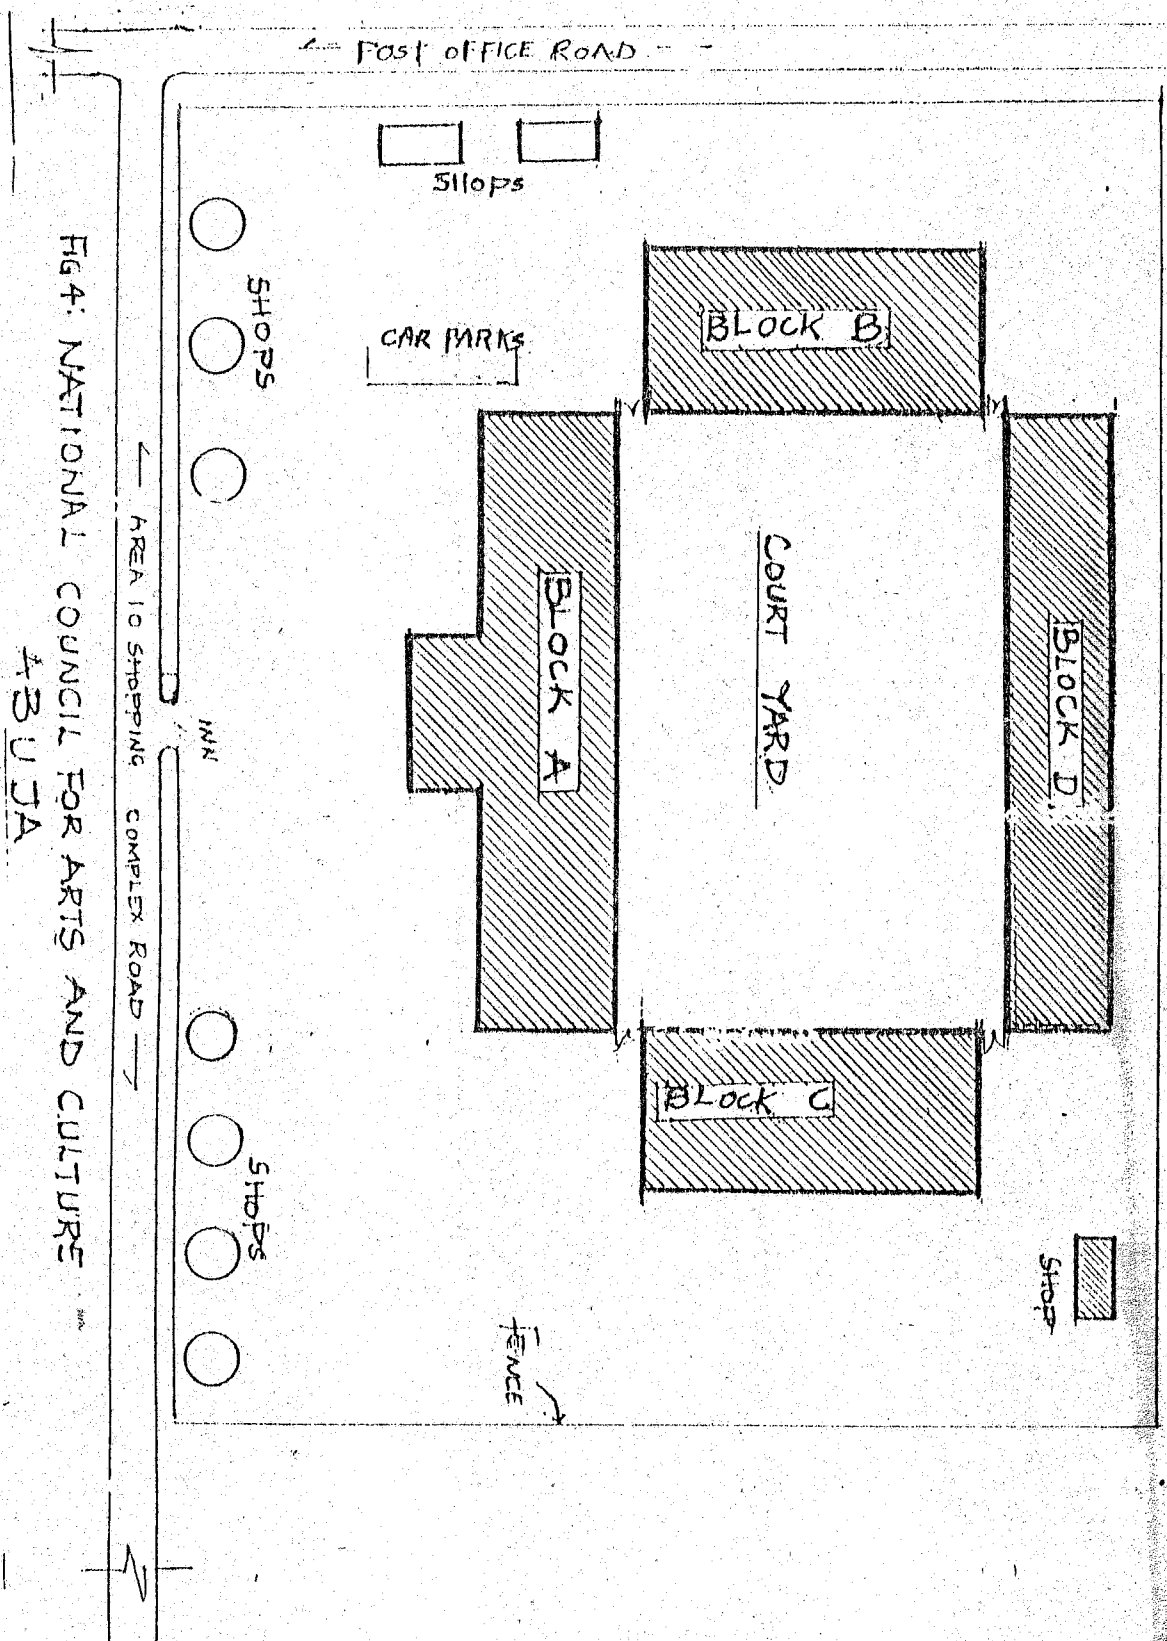 ← POST OFFICE ROAD
SHOPS
SHOPS
CAR PARKS
BLOCK B
BLOCK A
COURT YARD
BLOCK D
INN
BLOCK C
SHOPS
SHOP
FENCE
← AREA 10 SHOPPING COMPLEX ROAD →
FIG 4: NATIONAL COUNCIL FOR ARTS AND CULTURE
ABUJA